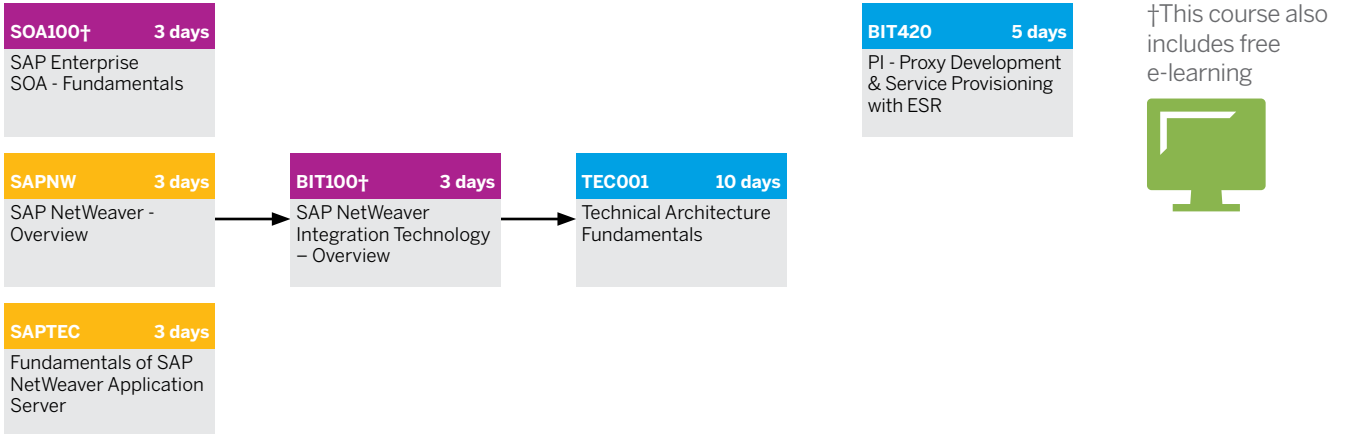 SOA100† 3 days
SAP Enterprise
SOA - Fundamentals
BIT420 5 days
PI - Proxy Development
& Service Provisioning
with ESR
†This course also
includes free
e-learning
SAPNW 3 days
SAP NetWeaver -
Overview
BIT100† 3 days
SAP NetWeaver
Integration Technology
– Overview
TEC001 10 days
Technical Architecture
Fundamentals
SAPTEC 3 days
Fundamentals of SAP
NetWeaver Application
Server